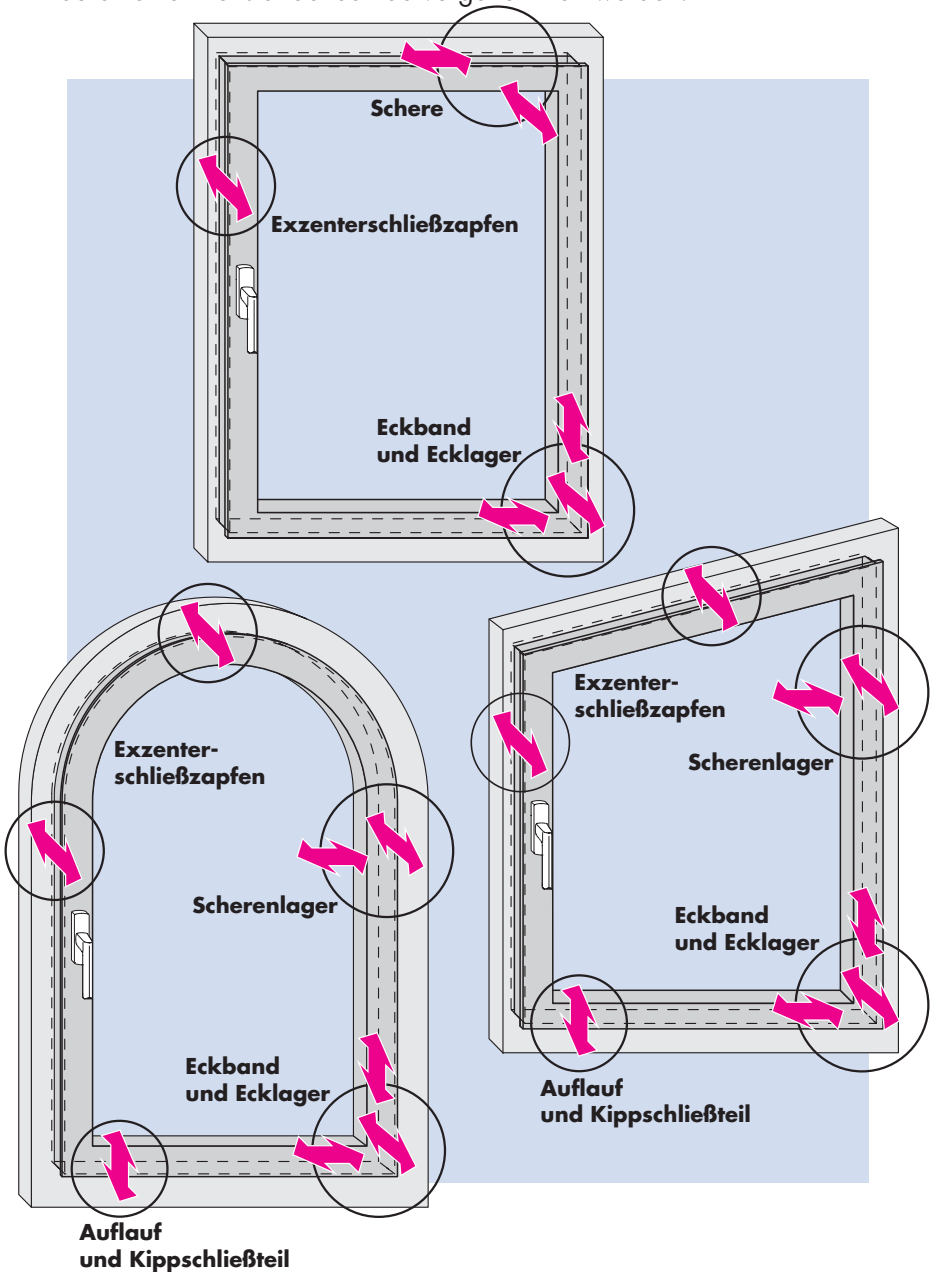 Schere
Exzenterschließzapfen
Eckband
und Ecklager
Exzenter-
schließzapfen
Scherenlager
Eckband
und Ecklager
Auflauf
und Kippschließteil
Exzenter-
schließzapfen
Scherenlager
Eckband
und Ecklager
Auflauf
und Kippschließteil